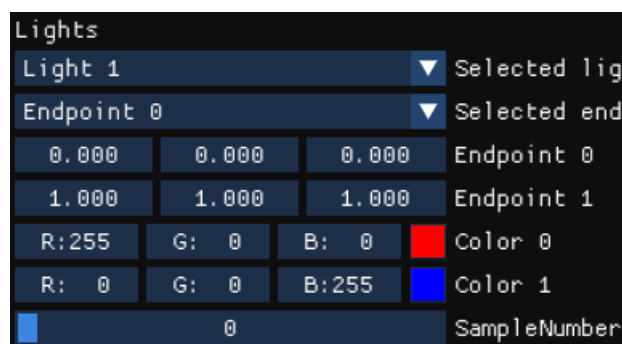 Lights
Light 1 Selected lig
Endpoint 0 Selected end
0.000 0.000 0.000 Endpoint 0
1.000 1.000 1.000 Endpoint 1
R:255 G: 0 B: 0 Color 0
R: 0 G: 0 B:255 Color 1
0 SampleNumber